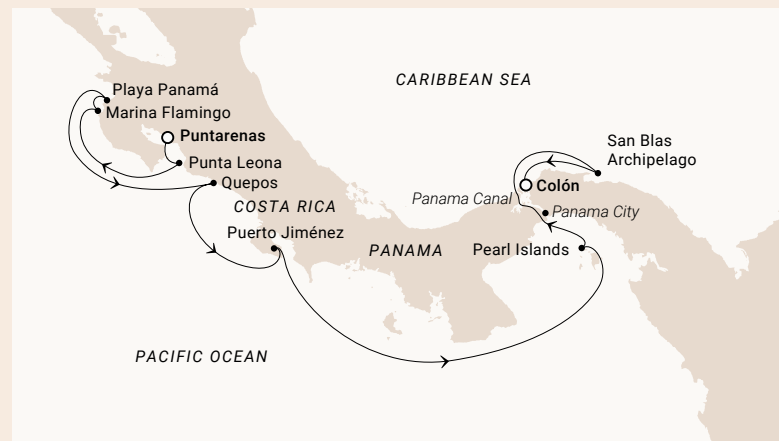 CARIBBEAN SEA
Playa Panamá
Marina Flamingo
Puntarenas
Punta Leona
Quepos
COSTA RICA
Puerto Jiménez
PANAMA
San Blas
Archipelago
Colón
Panama Canal
Panama City
Pearl Islands
PACIFIC OCEAN